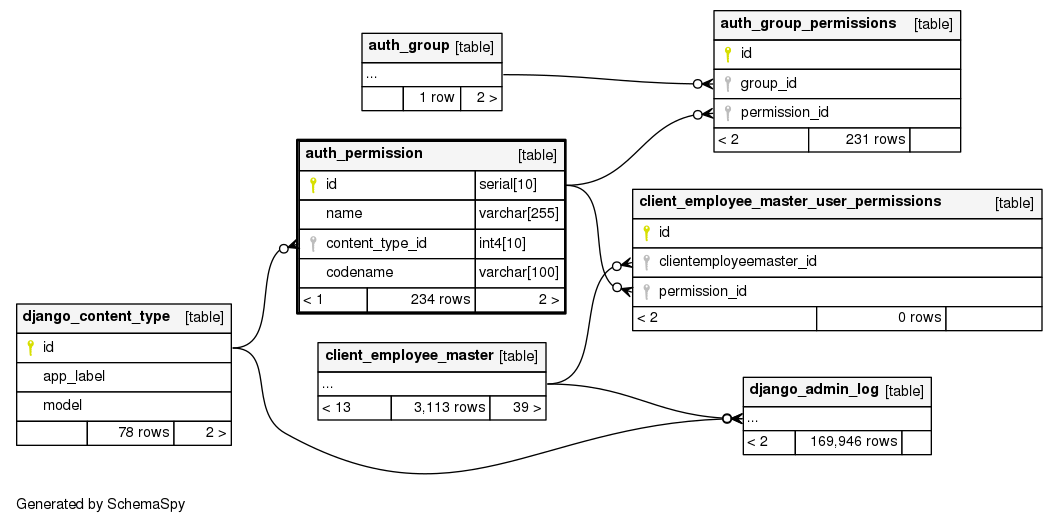 auth_group [table]
...
1 row 2 >
auth_group_permissions [table]
id
group_id
permission_id
< 2 231 rows
auth_permission [table]
id serial[10]
name varchar[255]
content_type_id int4[10]
codename varchar[100]
< 1 234 rows 2 >
client_employee_master_user_permissions [table]
id
clientemployeemaster_id
permission_id
< 2 0 rows
django_content_type [table]
id
app_label
model
78 rows 2 >
client_employee_master [table]
...
< 13 3,113 rows 39 >
django_admin_log [table]
...
< 2 169,946 rows
Generated by SchemaSpy